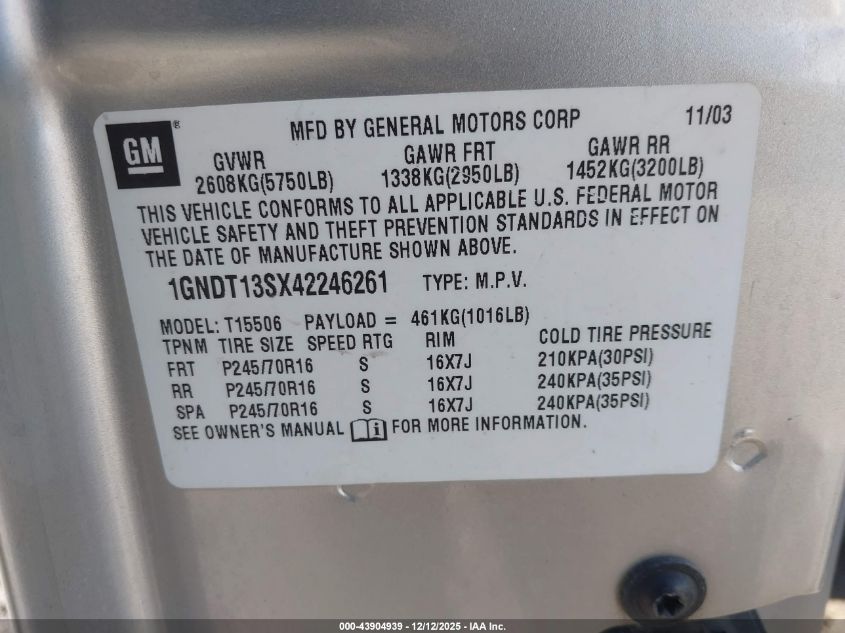 GM ® MFD BY GENERAL MOTORS CORP 11/03
GVWR GAWR FRT GAWR RR
2608KG(5750LB) 1338KG(2950LB) 1452KG(3200LB)
THIS VEHICLE CONFORMS TO ALL APPLICABLE U.S. FEDERAL MOTOR
VEHICLE SAFETY AND THEFT PREVENTION STANDARDS IN EFFECT ON
THE DATE OF MANUFACTURE SHOWN ABOVE.
1GNDT13SX42246261 TYPE: M.P.V.
MODEL: T15506 PAYLOAD = 461KG(1016LB)
TPNM TIRE SIZE SPEED RTG RIM COLD TIRE PRESSURE
FRT P245/70R16 S 16X7J 210KPA(30PSI)
RR P245/70R16 S 16X7J 240KPA(35PSI)
SPA P245/70R16 S 16X7J 240KPA(35PSI)
SEE OWNER'S MANUAL i FOR MORE INFORMATION.
000-43904939 - 12/12/2025 - IAA Inc.